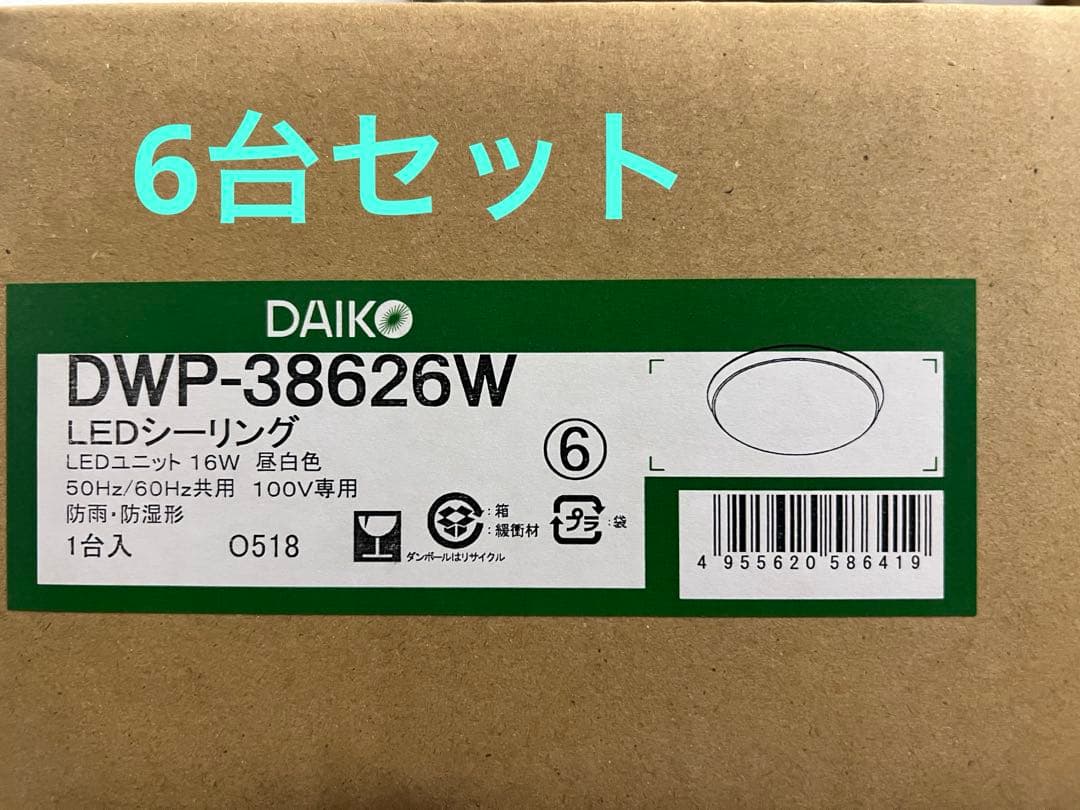 6台セット
DAIKO
DWP-38626W
LEDシーリング
LEDユニット 16W 昼白色
50Hz/60Hz共用 100V専用
防雨・防湿形
1台入 O518
⑥
:箱
:緩衝材
ダンボールはリサイクル
プラ :袋
4 955620 586419